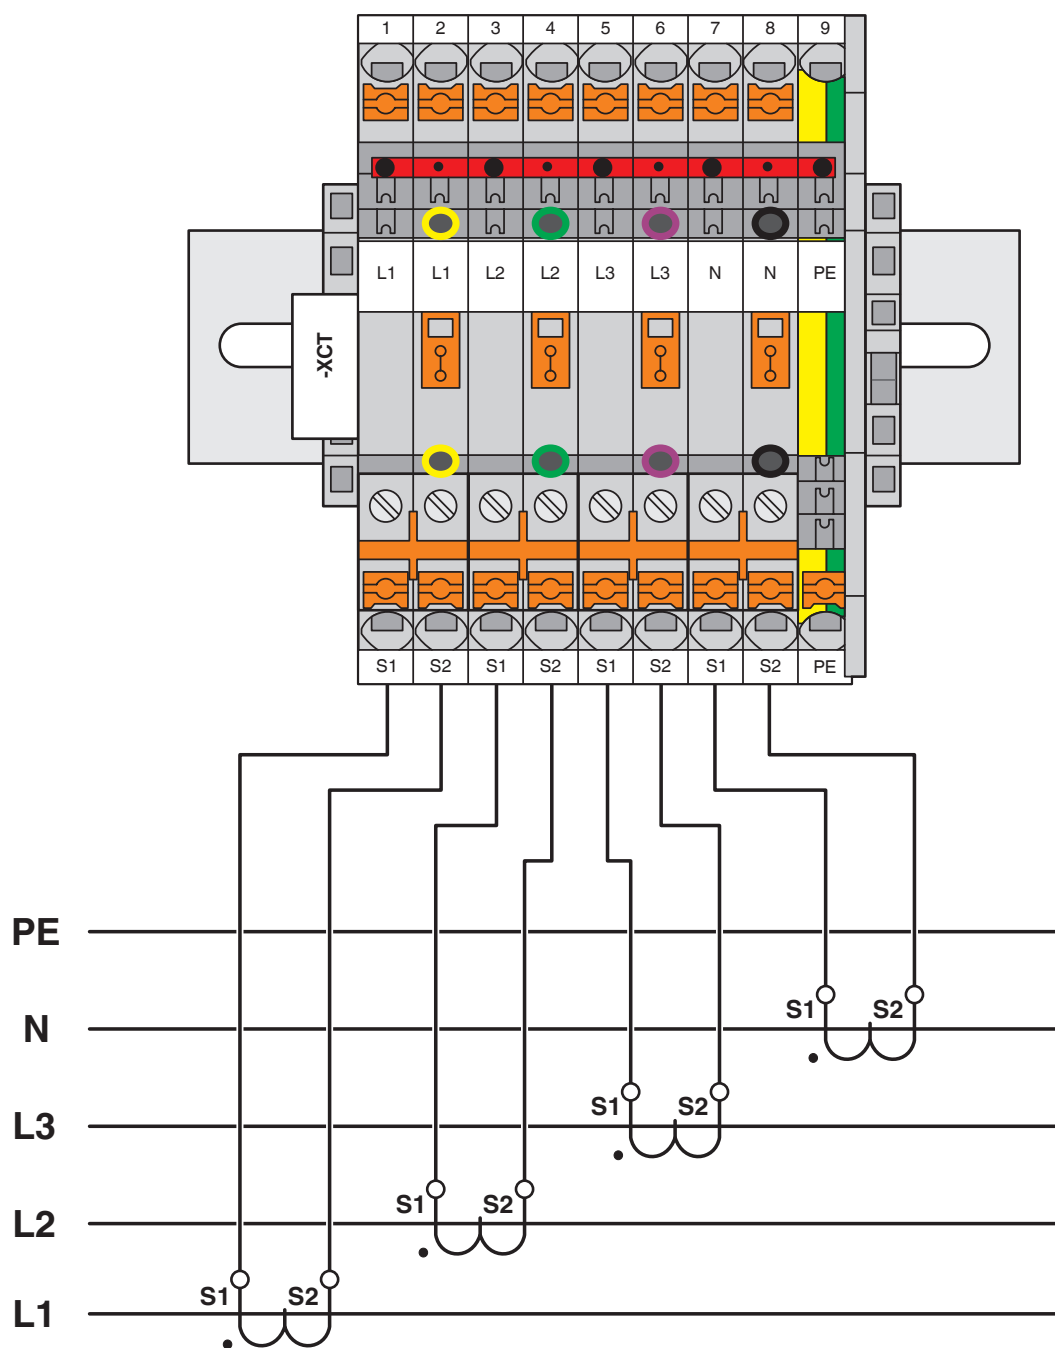 1 2 3 4 5 6 7 8 9
L1 L1 L2 L2 L3 L3 N N PE
-XCT
S1 S2 S1 S2 S1 S2 S1 S2 PE
PE
S1 S2
N
S1 S2
L3
S1 S2
L2
S1 S2
L1